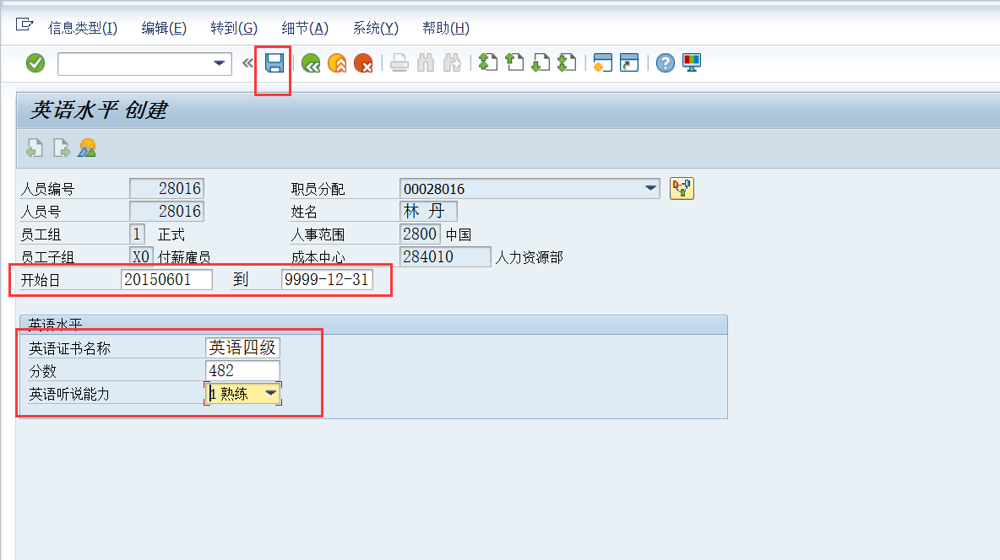 信息类型(I) 编辑(E) 转到(G) 细节(A) 系统(Y) 帮助(H)
英语水平 创建
人员编号 28016 职员分配 00028016
人员号 28016 姓名 林 丹
员工组 1 正式 人事范围 2800 中国
员工子组 X0 付薪雇员 成本中心 284010 人力资源部
开始日 20150601 到 9999-12-31
英语水平
英语证书名称 英语四级
分数 482
英语听说能力 1 熟练